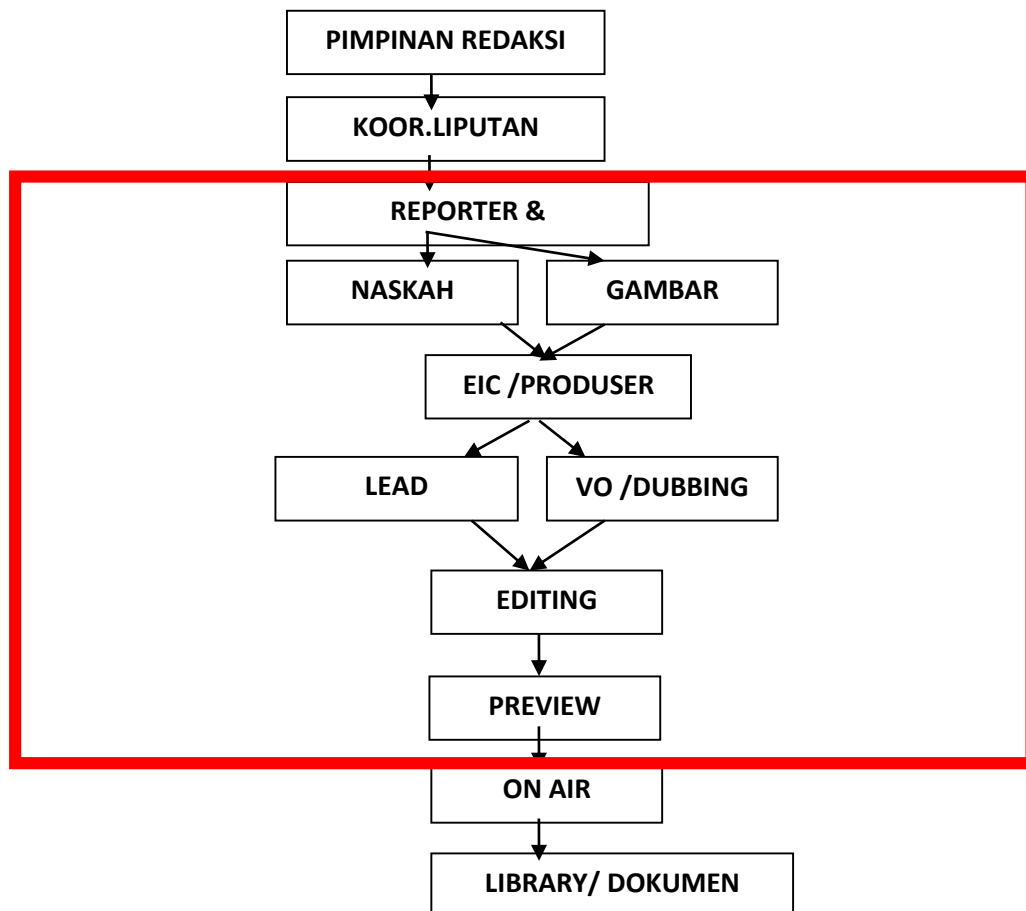 PIMPINAN REDAKSI
KOOR.LIPUTAN
REPORTER &
NASKAH
GAMBAR
EIC /PRODUSER
LEAD
VO /DUBBING
EDITING
PREVIEW
ON AIR
LIBRARY/ DOKUMEN